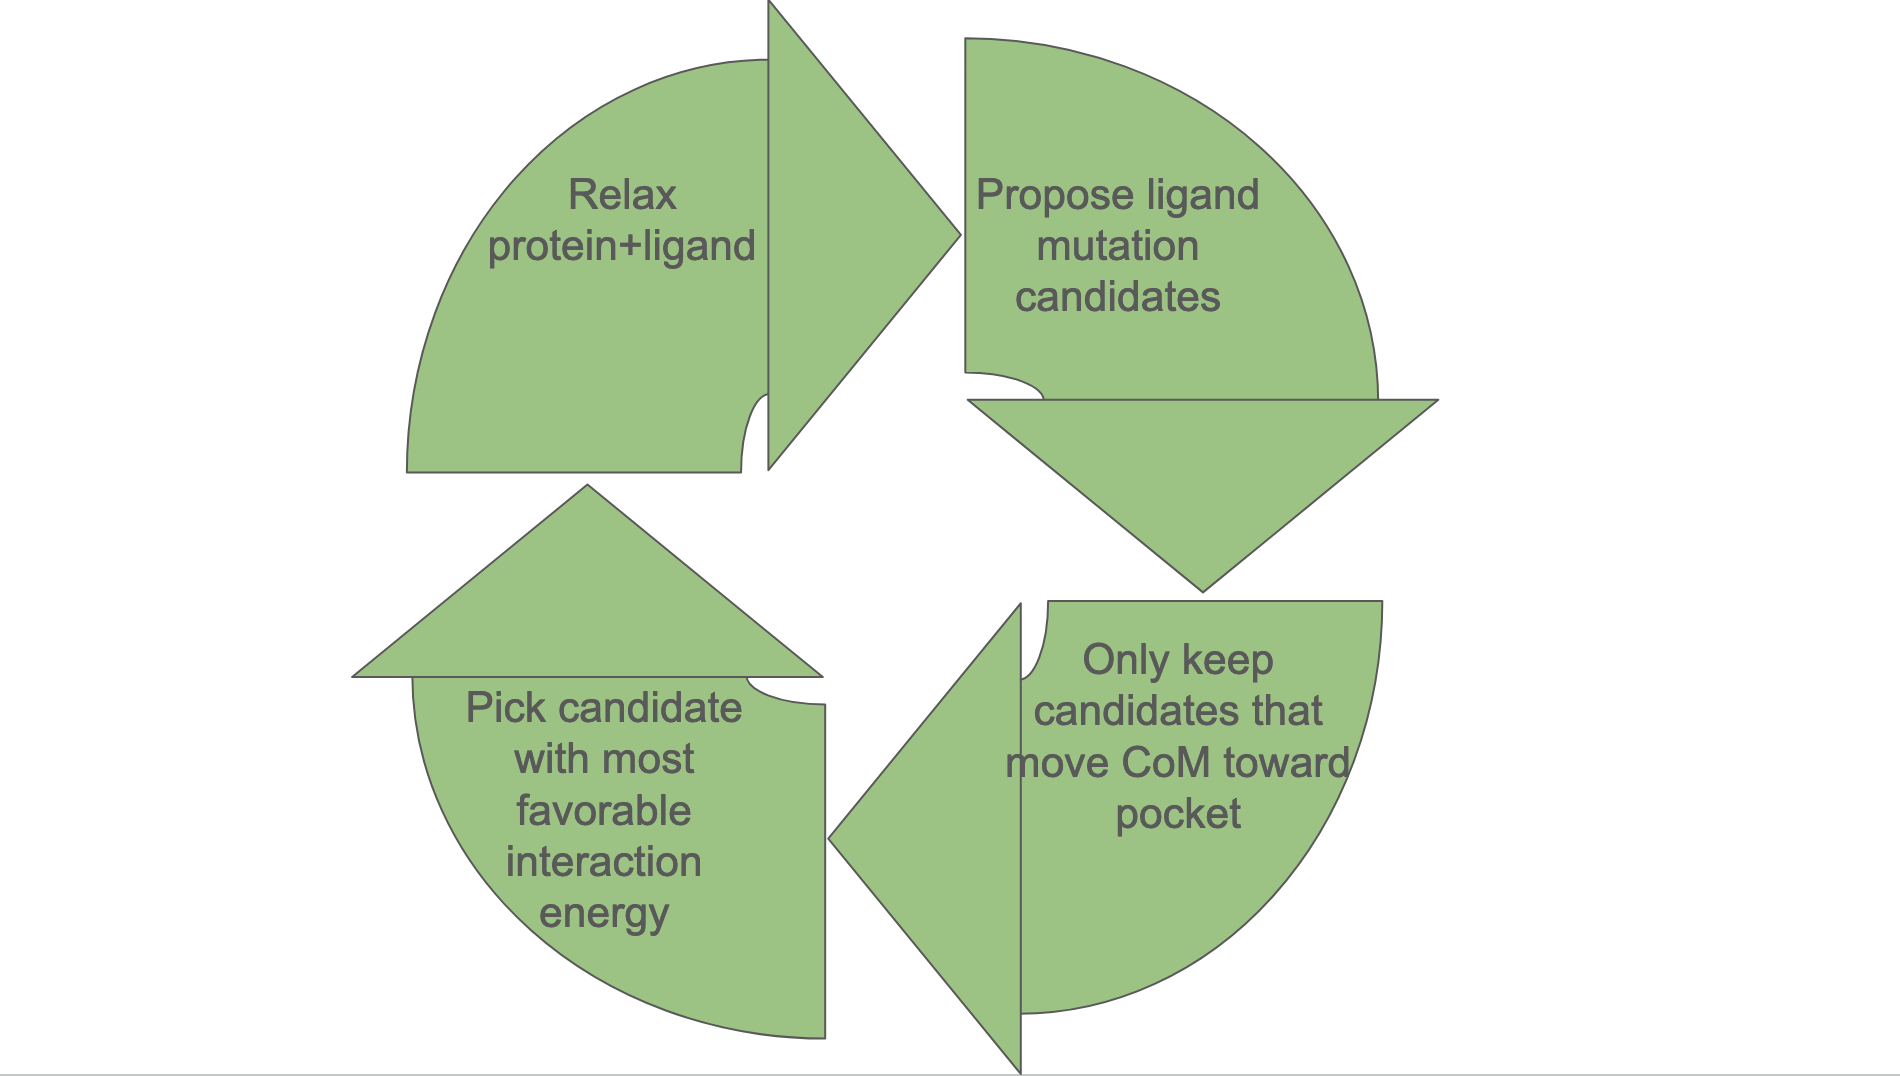 Relax
protein+ligand
Propose ligand
mutation
candidates
Only keep
candidates that
move CoM toward
pocket
Pick candidate
with most
favorable
interaction
energy